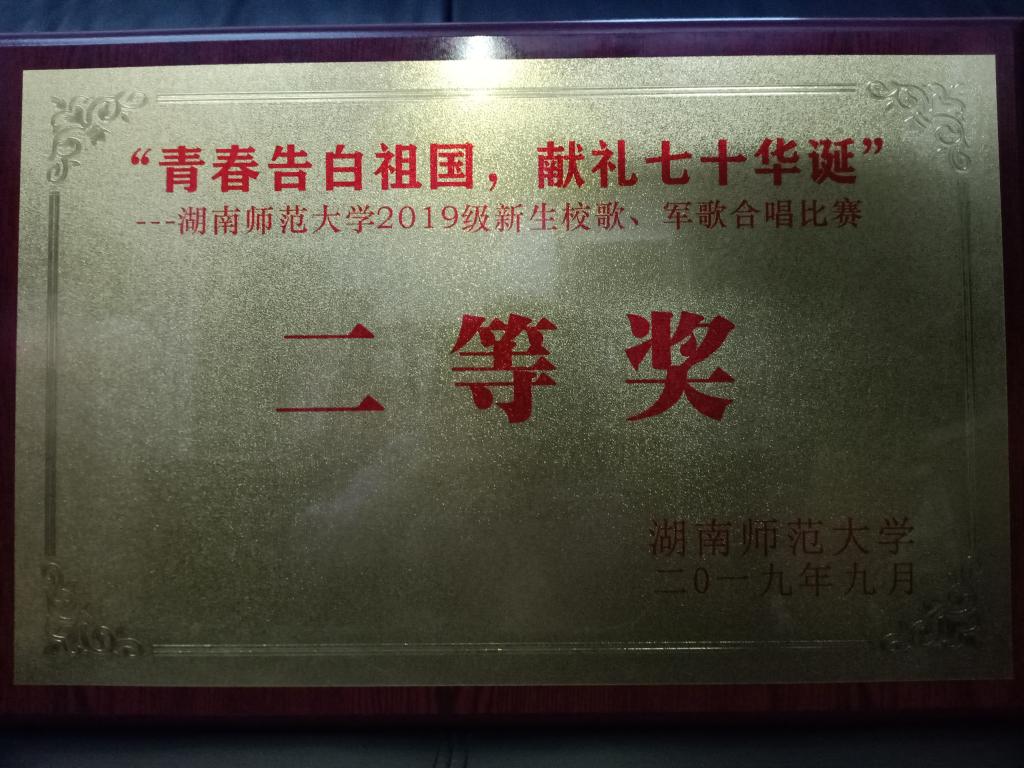 “青春告白祖国，献礼七十华诞”
---湖南师范大学2019级新生校歌、军歌合唱比赛
二等奖
湖南师范大学
二0一九年九月